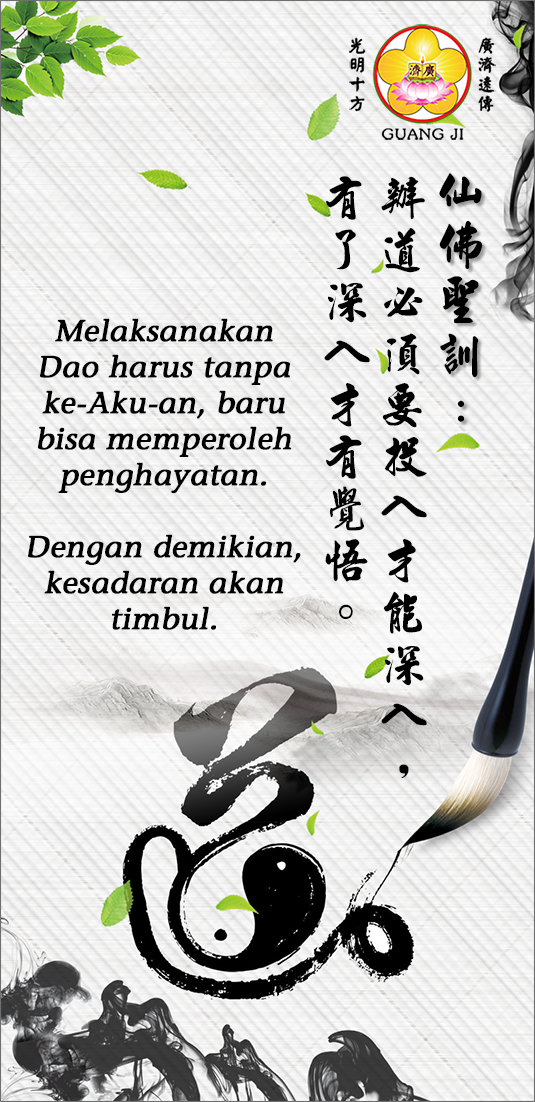 廣濟遠傳
光明十方
廣濟
GUANG JI
仙佛聖訓：
辦道必須要投入才能深入，
有了深入才有覺悟。
Melaksanakan
Dao harus tanpa
ke-Aku-an, baru
bisa memperoleh
penghayatan.
Dengan demikian,
kesadaran akan
timbul.
道